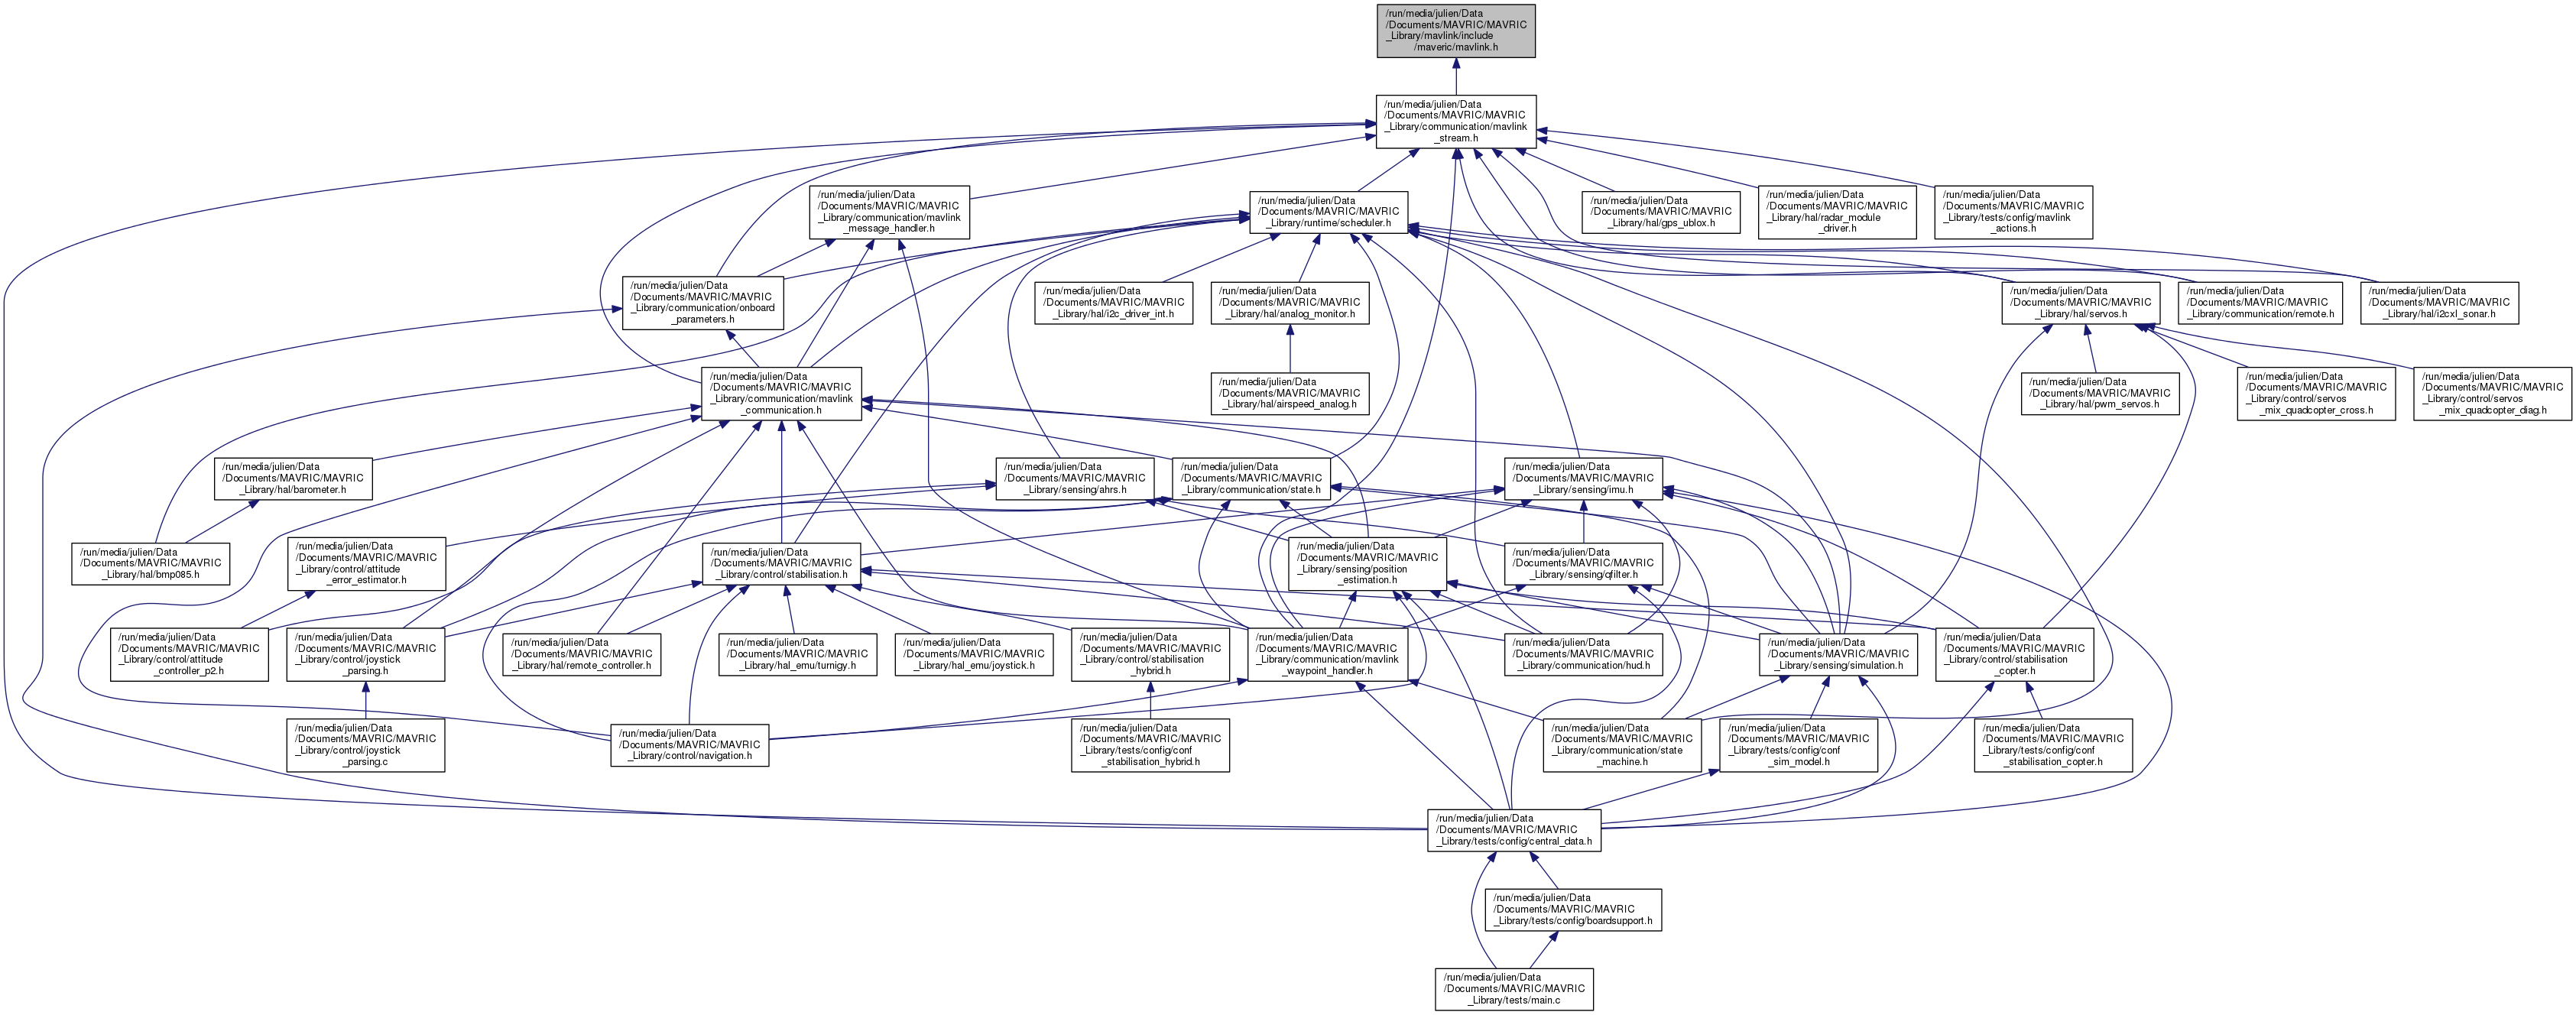 /run/media/julien/Data
/Documents/MAVRIC/MAVRIC
_Library/mavlink/include
/maveric/mavlink.h
/run/media/julien/Data
/Documents/MAVRIC/MAVRIC
_Library/communication/mavlink
_stream.h
/run/media/julien/Data
/Documents/MAVRIC/MAVRIC
_Library/communication/mavlink
_message_handler.h
/run/media/julien/Data
/Documents/MAVRIC/MAVRIC
_Library/runtime/scheduler.h
/run/media/julien/Data
/Documents/MAVRIC/MAVRIC
_Library/hal/gps_ublox.h
/run/media/julien/Data
/Documents/MAVRIC/MAVRIC
_Library/hal/radar_module
_driver.h
/run/media/julien/Data
/Documents/MAVRIC/MAVRIC
_Library/tests/config/mavlink
_actions.h
/run/media/julien/Data
/Documents/MAVRIC/MAVRIC
_Library/communication/onboard
_parameters.h
/run/media/julien/Data
/Documents/MAVRIC/MAVRIC
_Library/hal/i2c_driver_int.h
/run/media/julien/Data
/Documents/MAVRIC/MAVRIC
_Library/hal/analog_monitor.h
/run/media/julien/Data
/Documents/MAVRIC/MAVRIC
_Library/hal/servos.h
/run/media/julien/Data
/Documents/MAVRIC/MAVRIC
_Library/communication/remote.h
/run/media/julien/Data
/Documents/MAVRIC/MAVRIC
_Library/hal/i2cxl_sonar.h
/run/media/julien/Data
/Documents/MAVRIC/MAVRIC
_Library/communication/mavlink
_communication.h
/run/media/julien/Data
/Documents/MAVRIC/MAVRIC
_Library/hal/airspeed_analog.h
/run/media/julien/Data
/Documents/MAVRIC/MAVRIC
_Library/hal/pwm_servos.h
/run/media/julien/Data
/Documents/MAVRIC/MAVRIC
_Library/control/servos
_mix_quadcopter_cross.h
/run/media/julien/Data
/Documents/MAVRIC/MAVRIC
_Library/control/servos
_mix_quadcopter_diag.h
/run/media/julien/Data
/Documents/MAVRIC/MAVRIC
_Library/hal/barometer.h
/run/media/julien/Data
/Documents/MAVRIC/MAVRIC
_Library/sensing/ahrs.h
/run/media/julien/Data
/Documents/MAVRIC/MAVRIC
_Library/communication/state.h
/run/media/julien/Data
/Documents/MAVRIC/MAVRIC
_Library/sensing/imu.h
/run/media/julien/Data
/Documents/MAVRIC/MAVRIC
_Library/hal/bmp085.h
/run/media/julien/Data
/Documents/MAVRIC/MAVRIC
_Library/control/attitude
_error_estimator.h
/run/media/julien/Data
/Documents/MAVRIC/MAVRIC
_Library/control/stabilisation.h
/run/media/julien/Data
/Documents/MAVRIC/MAVRIC
_Library/sensing/position
_estimation.h
/run/media/julien/Data
/Documents/MAVRIC/MAVRIC
_Library/sensing/qfilter.h
/run/media/julien/Data
/Documents/MAVRIC/MAVRIC
_Library/control/attitude
_controller_p2.h
/run/media/julien/Data
/Documents/MAVRIC/MAVRIC
_Library/control/joystick
_parsing.h
/run/media/julien/Data
/Documents/MAVRIC/MAVRIC
_Library/hal/remote_controller.h
/run/media/julien/Data
/Documents/MAVRIC/MAVRIC
_Library/hal_emu/turnigy.h
/run/media/julien/Data
/Documents/MAVRIC/MAVRIC
_Library/hal_emu/joystick.h
/run/media/julien/Data
/Documents/MAVRIC/MAVRIC
_Library/control/stabilisation
_hybrid.h
/run/media/julien/Data
/Documents/MAVRIC/MAVRIC
_Library/communication/mavlink
_waypoint_handler.h
/run/media/julien/Data
/Documents/MAVRIC/MAVRIC
_Library/communication/hud.h
/run/media/julien/Data
/Documents/MAVRIC/MAVRIC
_Library/sensing/simulation.h
/run/media/julien/Data
/Documents/MAVRIC/MAVRIC
_Library/control/stabilisation
_copter.h
/run/media/julien/Data
/Documents/MAVRIC/MAVRIC
_Library/control/joystick
_parsing.c
/run/media/julien/Data
/Documents/MAVRIC/MAVRIC
_Library/control/navigation.h
/run/media/julien/Data
/Documents/MAVRIC/MAVRIC
_Library/tests/config/conf
_stabilisation_hybrid.h
/run/media/julien/Data
/Documents/MAVRIC/MAVRIC
_Library/communication/state
_machine.h
/run/media/julien/Data
/Documents/MAVRIC/MAVRIC
_Library/tests/config/conf
_sim_model.h
/run/media/julien/Data
/Documents/MAVRIC/MAVRIC
_Library/tests/config/conf
_stabilisation_copter.h
/run/media/julien/Data
/Documents/MAVRIC/MAVRIC
_Library/tests/config/central_data.h
/run/media/julien/Data
/Documents/MAVRIC/MAVRIC
_Library/tests/config/boardsupport.h
/run/media/julien/Data
/Documents/MAVRIC/MAVRIC
_Library/tests/main.c